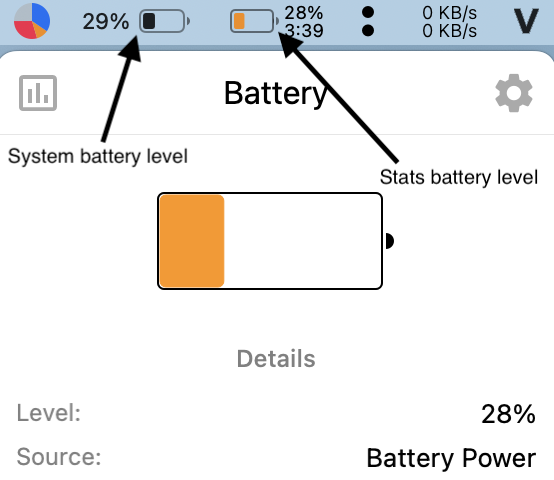 29%
28%
3:39
0 KB/s
0 KB/s
V
Battery
System battery level
Stats battery level
Details
Level:
28%
Source:
Battery Power